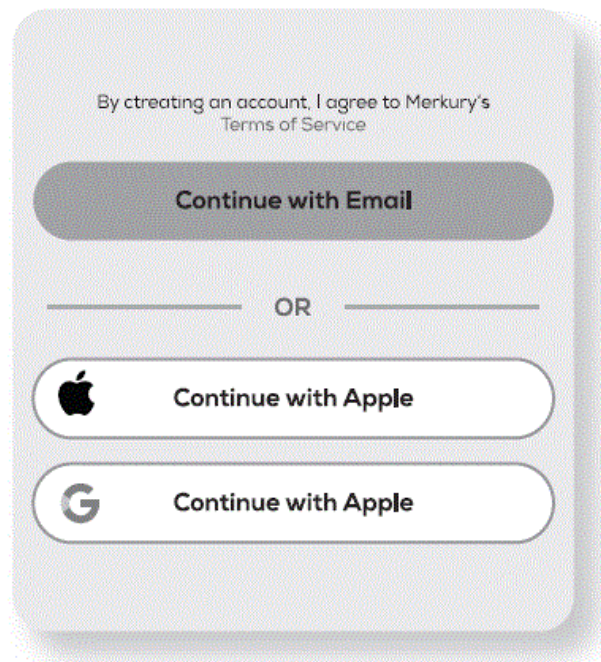 By ctreating an account, I agree to Merkury's
Terms of Service
Continue with Email
OR
Continue with Apple
Continue with Apple